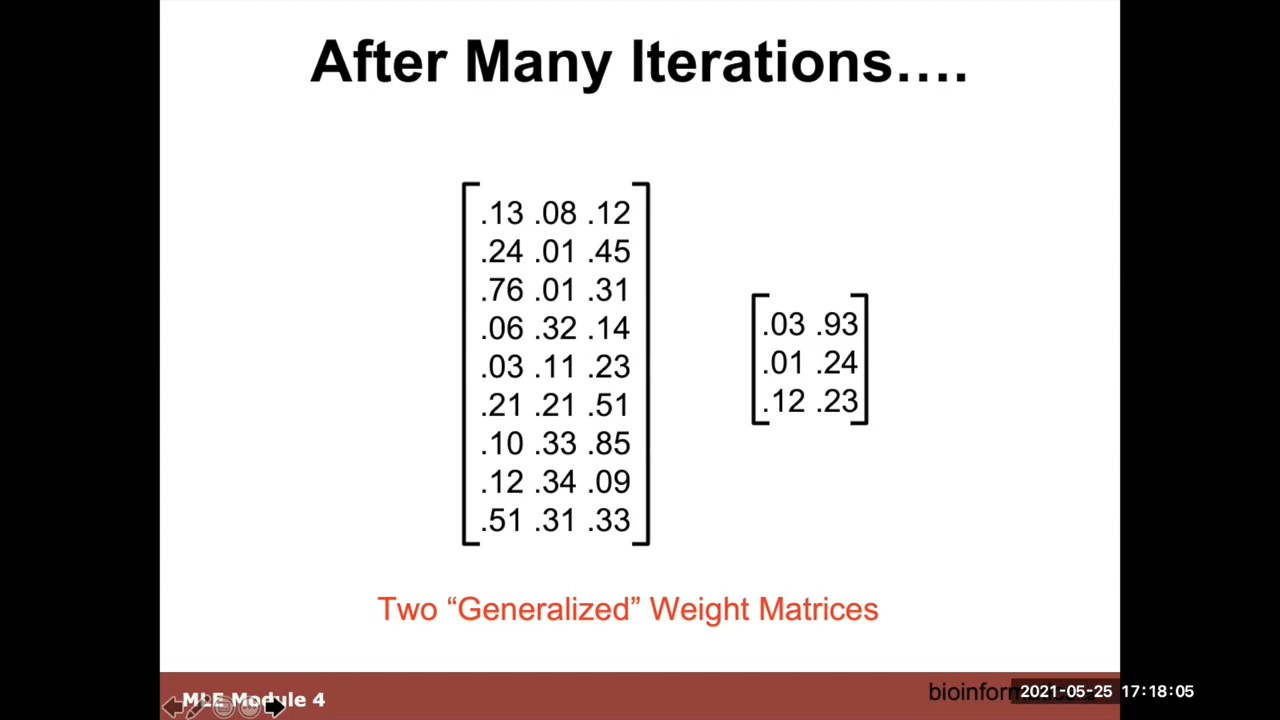 After Many Iterations….
.13 .08 .12
.24 .01 .45
.76 .01 .31
.06 .32 .14
.03 .11 .23
.21 .21 .51
.10 .33 .85
.12 .34 .09
.51 .31 .33
.03 .93
.01 .24
.12 .23
Two “Generalized” Weight Matrices
MLE Module 4
2021-05-25 17:18:05